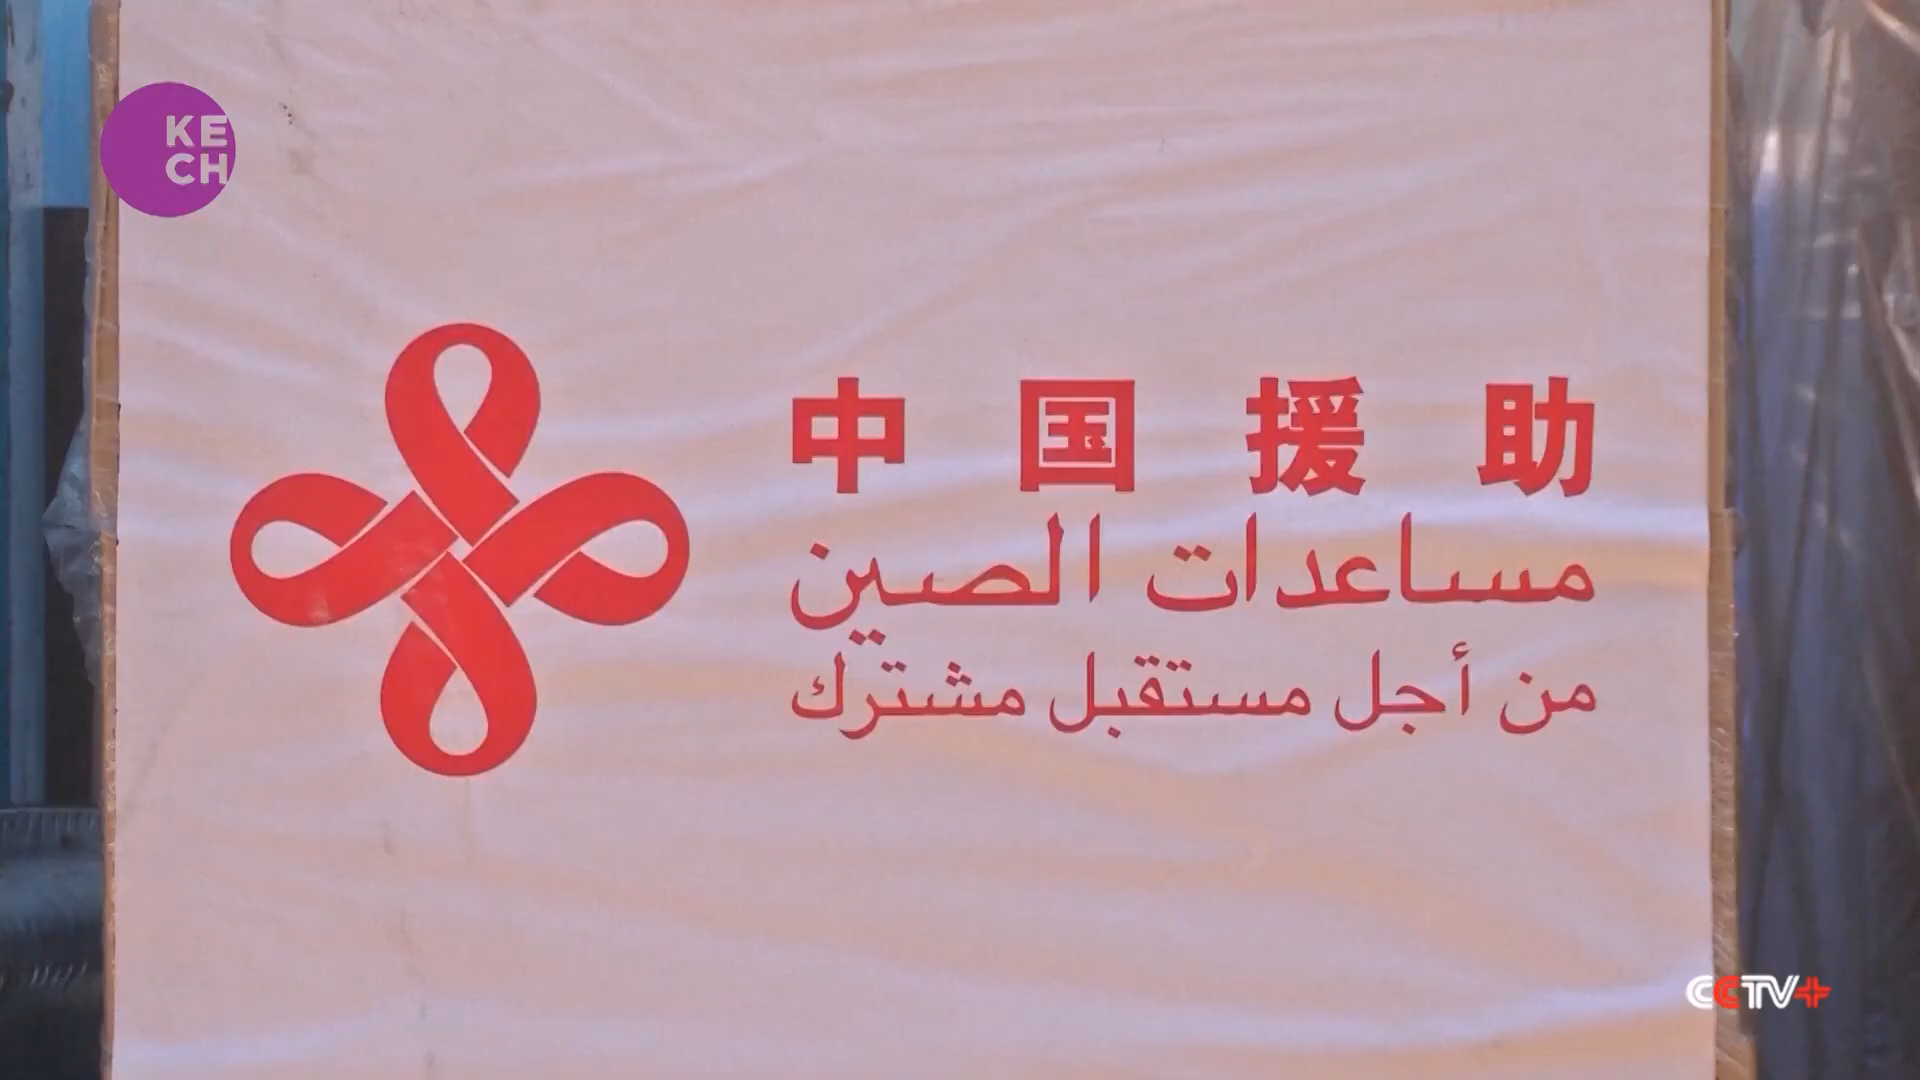 KE
CH
中国援助
مساعدات الصين
من أجل مستقبل مشترك
CCTV+